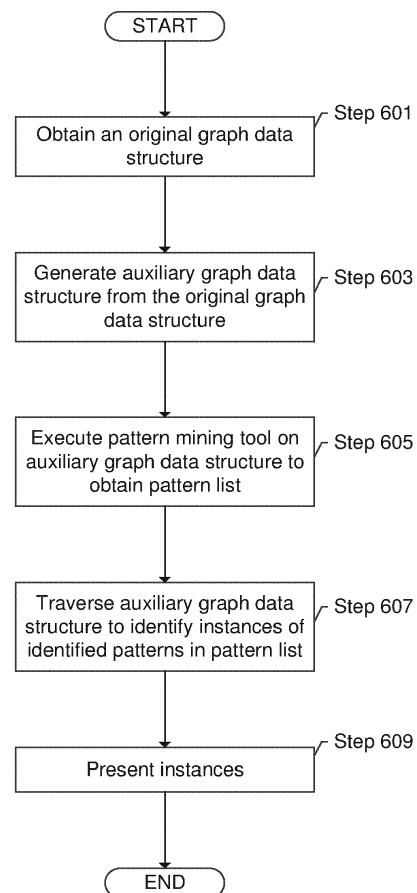 START
Step 601
Obtain an original graph data
structure
Step 603
Generate auxiliary graph data
structure from the original graph
data structure
Step 605
Execute pattern mining tool on
auxiliary graph data structure to
obtain pattern list
Step 607
Traverse auxiliary graph data
structure to identify instances of
identified patterns in pattern list
Step 609
Present instances
END